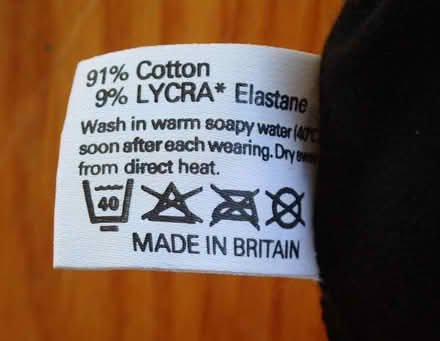 91% Cotton
9% LYCRA* Elastane
Wash in warm soapy water (40°C
soon after each wearing. Dry
from direct heat.
40
MADE IN BRITAIN